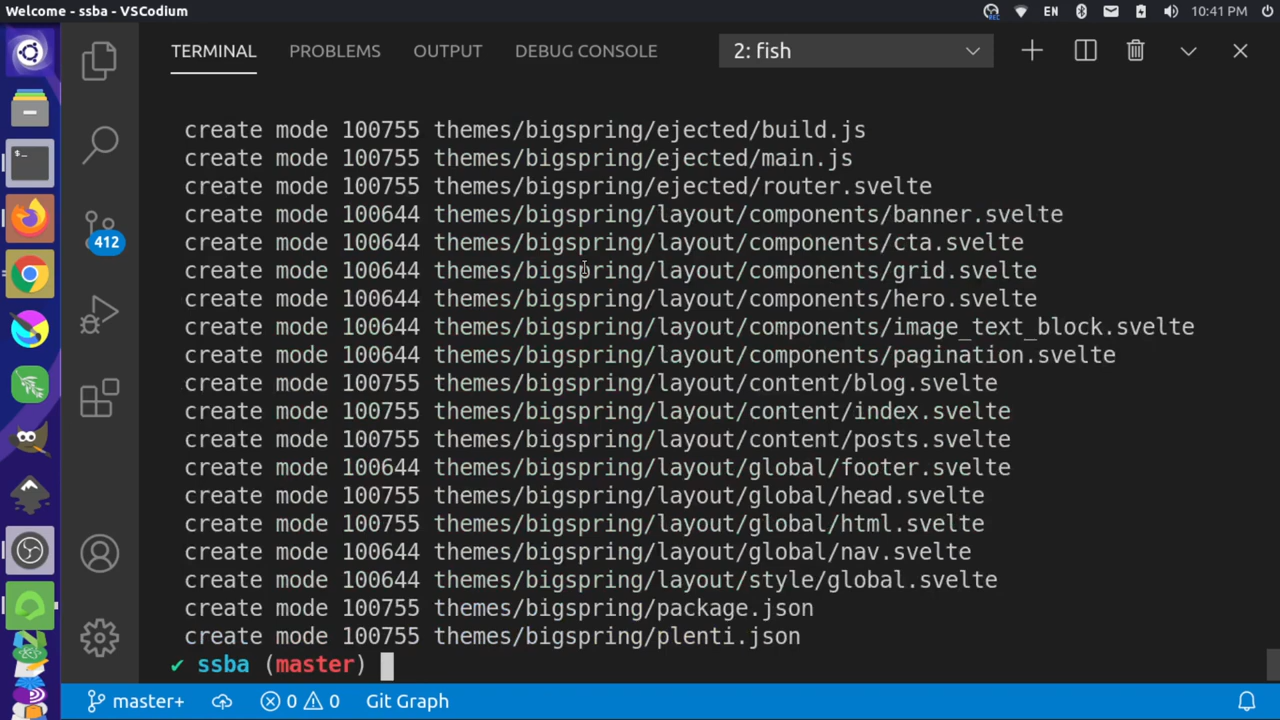 Welcome - ssba - VSCodium
EN
10:41 PM
TERMINAL
PROBLEMS
OUTPUT
DEBUG CONSOLE
2: fish
create mode 100755 themes/bigspring/ejected/build.js
create mode 100755 themes/bigspring/ejected/main.js
create mode 100755 themes/bigspring/ejected/router.svelte
create mode 100644 themes/bigspring/layout/components/banner.svelte
create mode 100644 themes/bigspring/layout/components/cta.svelte
create mode 100644 themes/bigspring/layout/components/grid.svelte
create mode 100644 themes/bigspring/layout/components/hero.svelte
create mode 100644 themes/bigspring/layout/components/image_text_block.svelte
create mode 100644 themes/bigspring/layout/components/pagination.svelte
create mode 100755 themes/bigspring/layout/content/blog.svelte
create mode 100755 themes/bigspring/layout/content/index.svelte
create mode 100755 themes/bigspring/layout/content/posts.svelte
create mode 100644 themes/bigspring/layout/global/footer.svelte
create mode 100755 themes/bigspring/layout/global/head.svelte
create mode 100755 themes/bigspring/layout/global/html.svelte
create mode 100644 themes/bigspring/layout/global/nav.svelte
create mode 100644 themes/bigspring/layout/style/global.svelte
create mode 100755 themes/bigspring/package.json
create mode 100755 themes/bigspring/plenti.json
✔ ssba (master)
412
master+
0
0
Git Graph